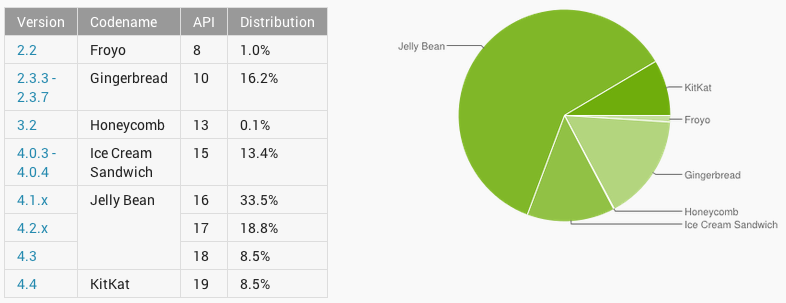 Version Codename API Distribution
2.2 Froyo 8 1.0%
2.3.3 - Gingerbread 10 16.2%
2.3.7
3.2 Honeycomb 13 0.1%
4.0.3 - Ice Cream 15 13.4%
4.0.4 Sandwich
4.1.x Jelly Bean 16 33.5%
4.2.x 17 18.8%
4.3 18 8.5%
4.4 KitKat 19 8.5%
Jelly Bean
KitKat
Froyo
Gingerbread
Honeycomb
Ice Cream Sandwich